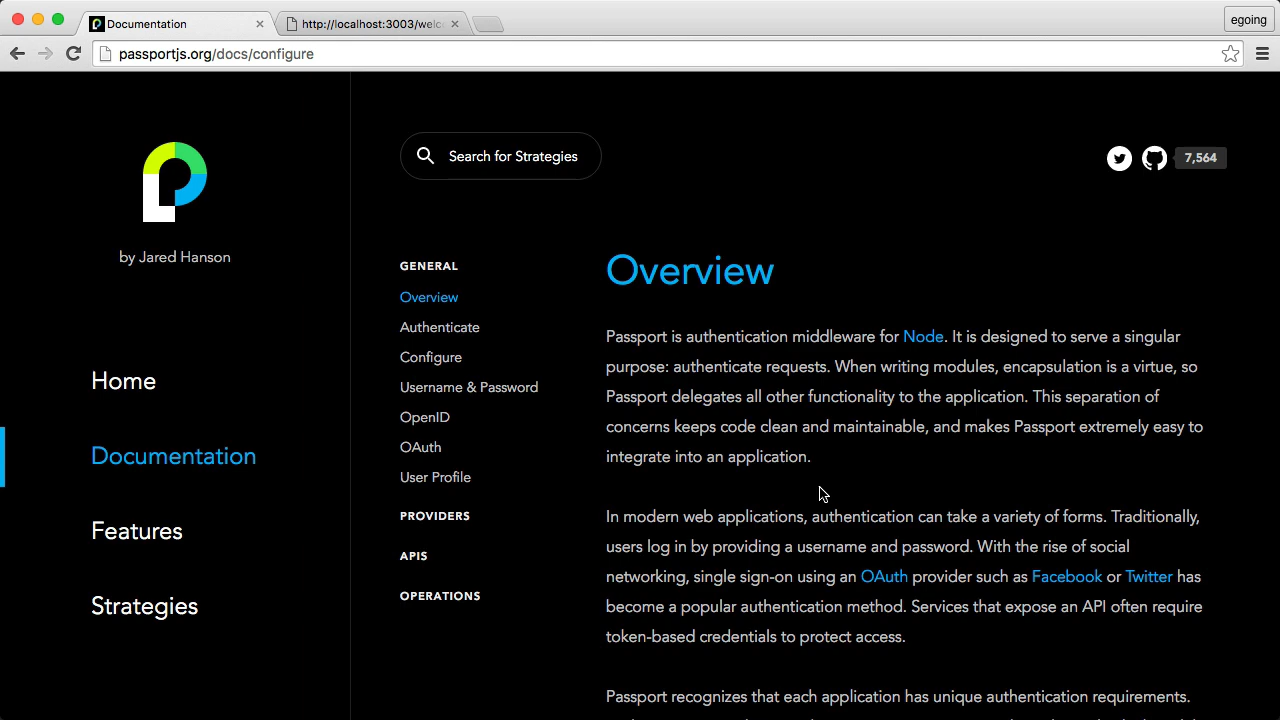 Documentation
http://localhost:3003/welc
egoing
passportjs.org/docs/configure
Search for Strategies
7,564
by Jared Hanson
Home
Documentation
Features
Strategies
GENERAL
Overview
Authenticate
Configure
Username & Password
OpenID
OAuth
User Profile
PROVIDERS
APIS
OPERATIONS
Overview
Passport is authentication middleware for Node. It is designed to serve a singular
purpose: authenticate requests. When writing modules, encapsulation is a virtue, so
Passport delegates all other functionality to the application. This separation of
concerns keeps code clean and maintainable, and makes Passport extremely easy to
integrate into an application.
In modern web applications, authentication can take a variety of forms. Traditionally,
users log in by providing a username and password. With the rise of social
networking, single sign-on using an OAuth provider such as Facebook or Twitter has
become a popular authentication method. Services that expose an API often require
token-based credentials to protect access.
Passport recognizes that each application has unique authentication requirements.